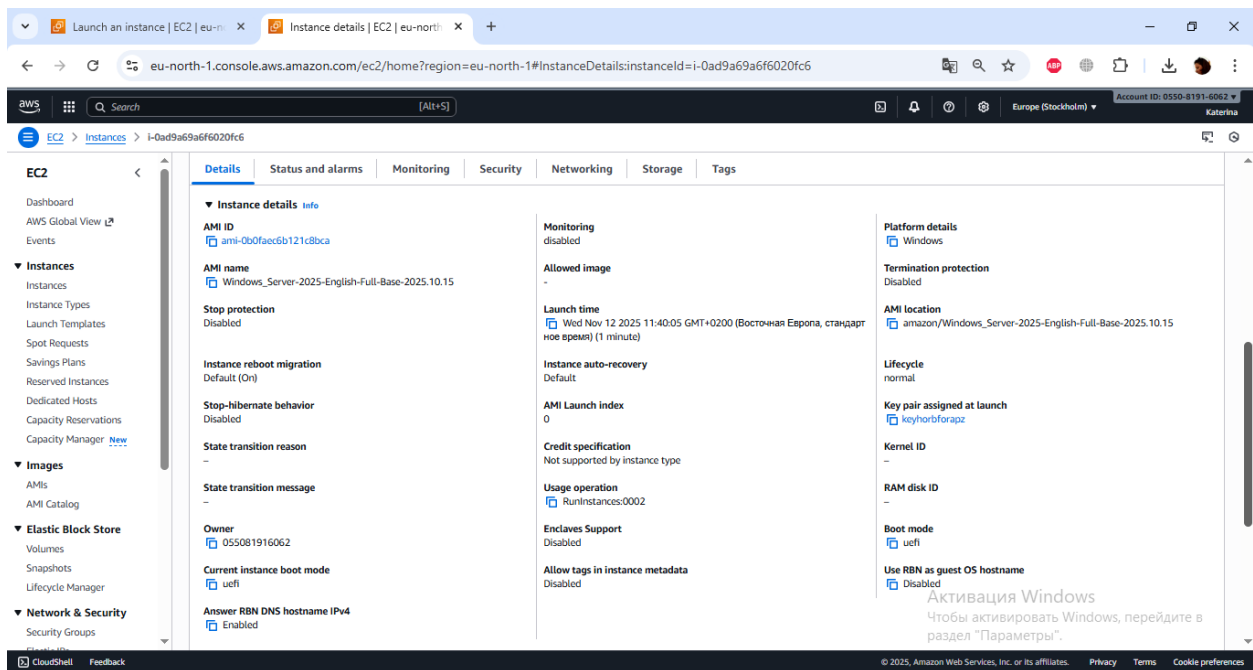 Launch an instance | EC2 | eu-n
Instance details | EC2 | eu-north
eu-north-1.console.aws.amazon.com/ec2/home?region=eu-north-1#InstanceDetails:instanceId=i-0ad9a69a6f6020fc6
ABP
aws
Search
[Alt+S]
Europe (Stockholm)
Account ID: 0550-8191-6062
Katerina
EC2 > Instances > i-0ad9a69a6f6020fc6
EC2
Dashboard
AWS Global View
Events
Instances
Instances
Instance Types
Launch Templates
Spot Requests
Savings Plans
Reserved Instances
Dedicated Hosts
Capacity Reservations
Capacity Manager New
Images
AMIs
AMI Catalog
Elastic Block Store
Volumes
Snapshots
Lifecycle Manager
Network & Security
Security Groups
Elastic IPs
Details
Status and alarms
Monitoring
Security
Networking
Storage
Tags
Instance details Info
AMI ID
ami-0b0faec6b121c8bca
Monitoring
disabled
Platform details
Windows
AMI name
Windows_Server-2025-English-Full-Base-2025.10.15
Allowed image
-
Termination protection
Disabled
Stop protection
Disabled
Launch time
Wed Nov 12 2025 11:40:05 GMT+0200 (Восточная Европа, стандарт
ное время) (1 minute)
AMI location
amazon/Windows_Server-2025-English-Full-Base-2025.10.15
Instance reboot migration
Default (On)
Instance auto-recovery
Default
Lifecycle
normal
Stop-hibernate behavior
Disabled
AMI Launch index
0
Key pair assigned at launch
keyhorbforapz
State transition reason
–
Credit specification
Not supported by instance type
Kernel ID
–
State transition message
–
Usage operation
RunInstances:0002
RAM disk ID
–
Owner
055081916062
Enclaves Support
Disabled
Boot mode
uefi
Current instance boot mode
uefi
Allow tags in instance metadata
Disabled
Use RBN as guest OS hostname
Disabled
Answer RBN DNS hostname IPv4
Enabled
Активация Windows
Чтобы активировать Windows, перейдите в
раздел "Параметры".
CloudShell
Feedback
© 2025, Amazon Web Services, Inc. or its affiliates.
Privacy
Terms
Cookie preferences